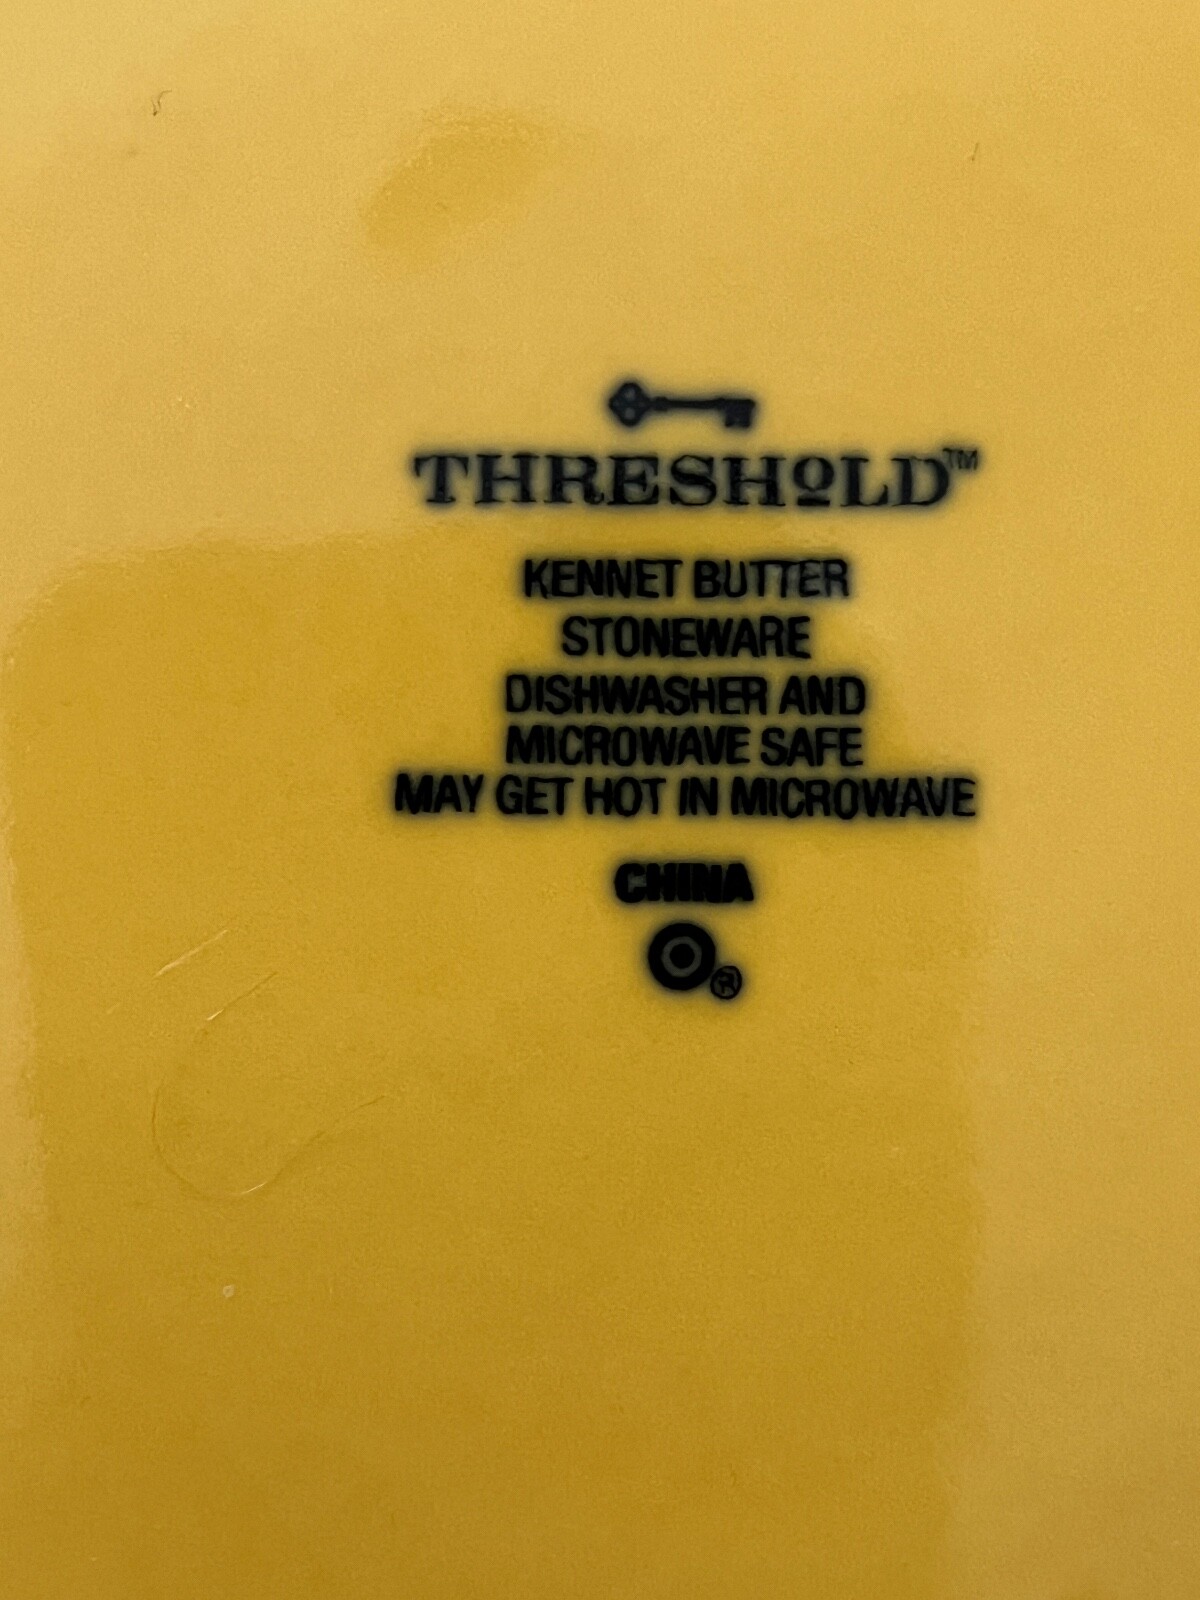 THRESHOLD™
KENNET BUTTER
STONEWARE
DISHWASHER AND
MICROWAVE SAFE
MAY GET HOT IN MICROWAVE
CHINA
®